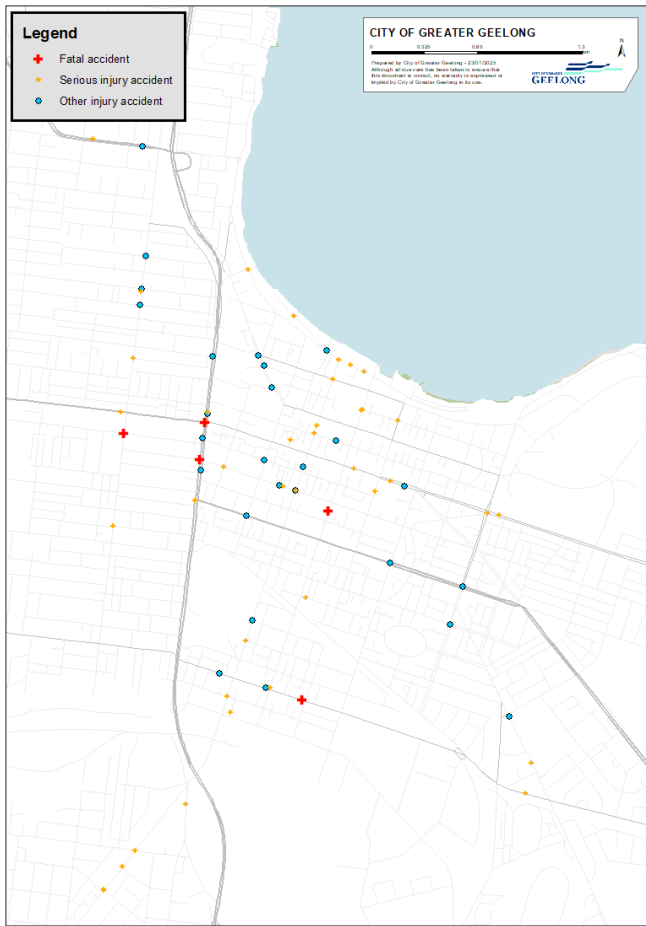 Legend
Fatal accident
Serious injury accident
Other injury accident
CITY OF GREATER GEELONG
0 0.325 0.65 1.3
km
N
Prepared by City of Greater Geelong - 23/01/2025
Although all due care has been taken to ensure that
this document is correct, no warranty is expressed or
implied by City of Greater Geelong in its use.
CITY OF GREATER
GEELONG